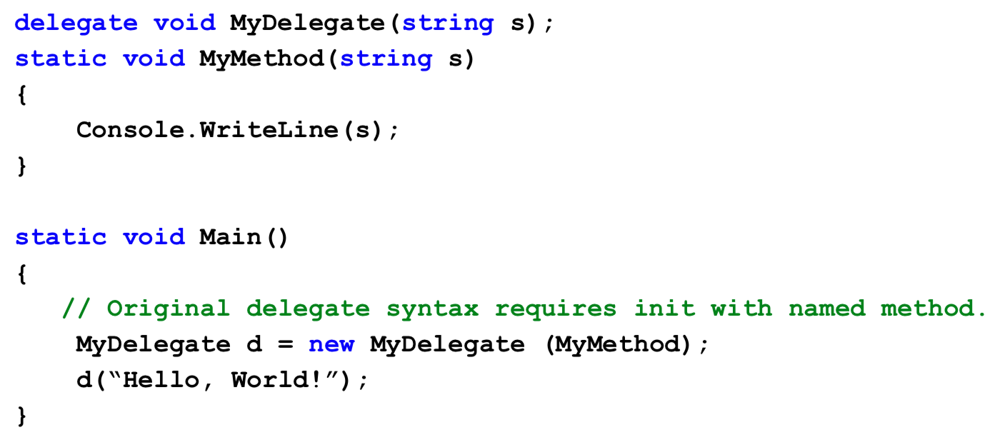 delegate void MyDelegate(string s);
static void MyMethod(string s)
{
    Console.WriteLine(s);
}

static void Main()
{
   // Original delegate syntax requires init with named method.
    MyDelegate d = new MyDelegate (MyMethod);
    d(“Hello, World!”);
}